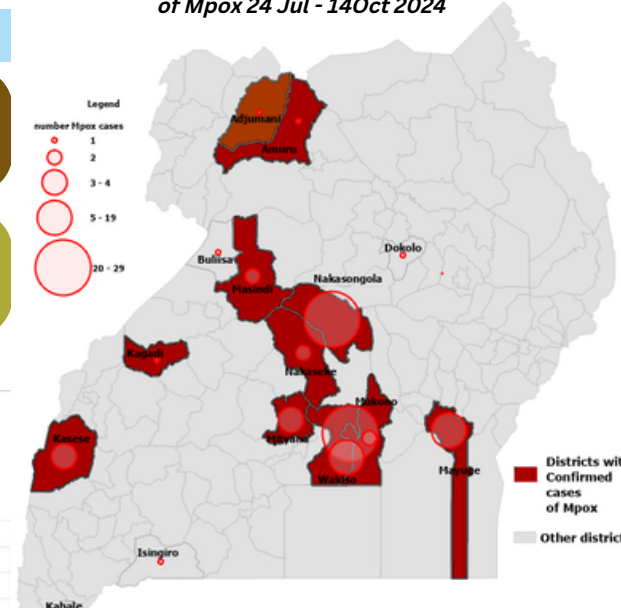 of Mpox 24 Jul - 14Oct 2024
Legend
number Mpox cases
1
2
3 - 4
5 - 19
20 - 29
Adjumani
Amuru
Buliisa
Dokolo
Masindi
Nakasongola
Kagadi
Nakaseke
Mukono
Kasese
Wakiso
Mayuge
Isingiro
Kabale
Districts wit
Confirmed
cases
of Mpox
Other district